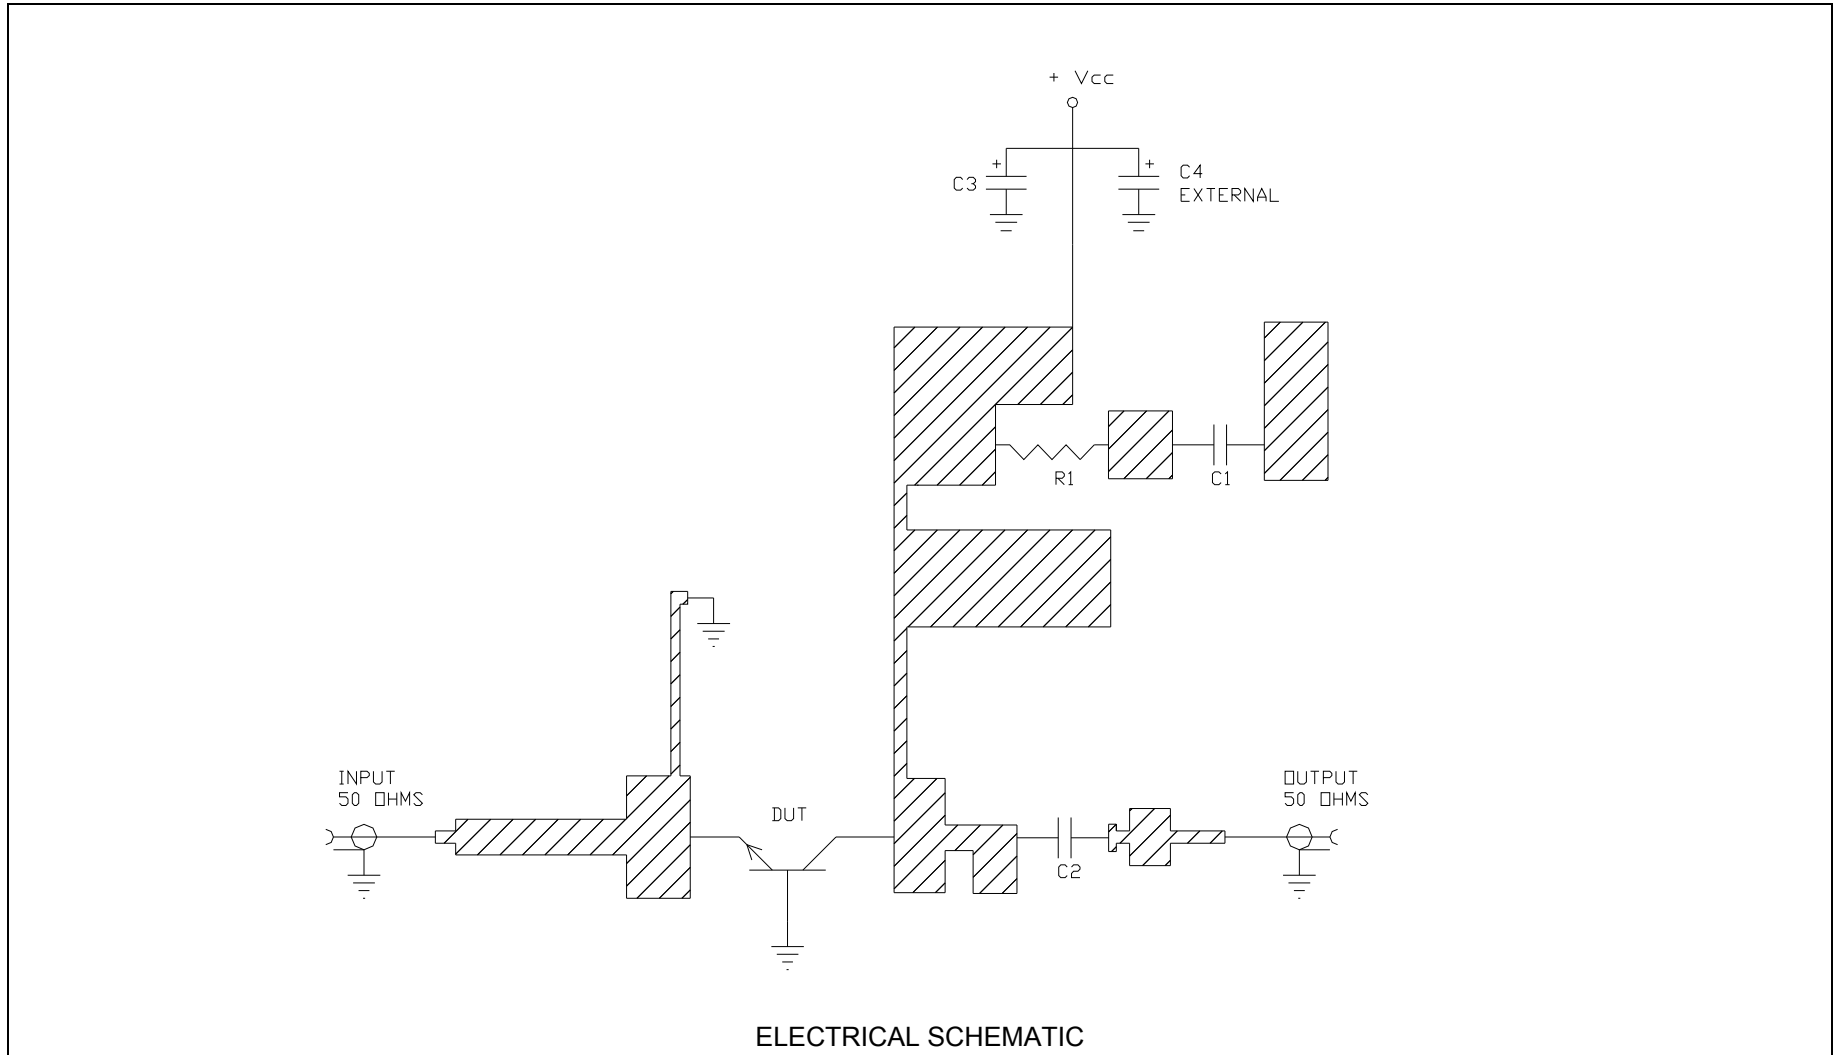 + Vcc
+
C3
+
C4
EXTERNAL
R1
C1
INPUT
50 OHMS
DUT
C2
OUTPUT
50 OHMS
ELECTRICAL SCHEMATIC